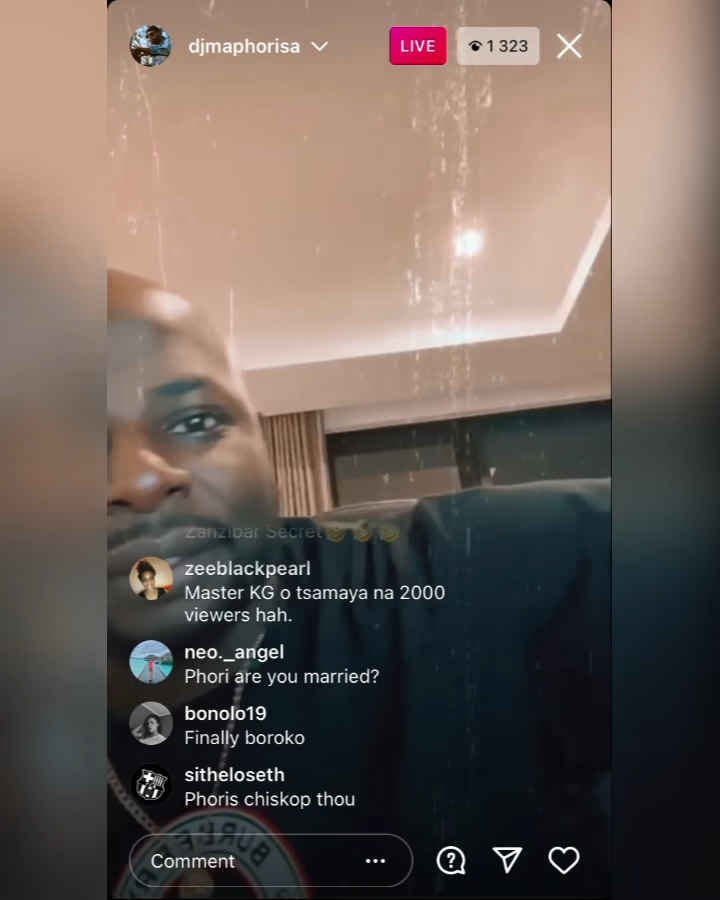 djmaphorisa
LIVE
1 323
Zanzibar Secret
zeeblackpearl
Master KG o tsamaya na 2000
viewers hah.
neo._angel
Phori are you married?
bonolo19
Finally boroko
sitheloseth
Phoris chiskop thou
Comment